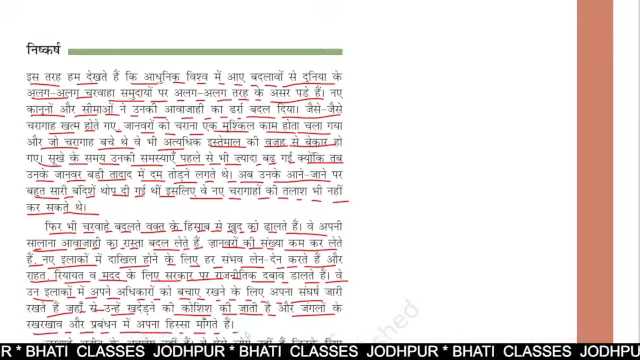 निष्कर्ष
इस तरह हम देखते हैं कि आधुनिक विश्व में आए बदलावों से दुनिया के
अलग-अलग चरवाहा समुदायों पर अलग-अलग तरह के असर पड़े हैं। नए
कानूनों और सीमाओं ने उनकी आवाजाही का ढर्रा बदल दिया। जैसे-जैसे
चरागाह खत्म होते गए, जानवरों को चराना एक मुश्किल काम होता चला गया
और जो चरागाह बचे थे वे भी अत्यधिक इस्तेमाल की वजह से बेकार हो
गए। सूखे के समय उनकी समस्याएँ पहले से भी ज्यादा बढ़ गईं क्योंकि तब
उनके जानवर बड़ी तादाद में दम तोड़ने लगते थे। अब उनके आने-जाने पर
बहुत सारी बंदिशें थोप दी गई थीं इसलिए वे नए चरागाहों की तलाश भी नहीं
कर सकते थे।
फिर भी चरवाहे बदलते वक्त के हिसाब से खुद को ढालते हैं। वे अपनी
सालाना आवाजाही का रास्ता बदल लेते हैं, जानवरों की संख्या कम कर लेते
हैं, नए इलाकों में दाखिल होने के लिए हर संभव लेन-देन करते हैं और
राहत, रियायत व मदद के लिए सरकार पर राजनीतिक दबाव डालते हैं। वे
उन इलाकों में अपने अधिकारों को बचाए रखने के लिए अपना संघर्ष जारी
रखते हैं जहाँ से उन्हें खदेड़ने की कोशिश की जाती है और जंगलों के
रखरखाव और प्रबंधन में अपना हिस्सा माँगते हैं।
R * BHATI CLASSES JODHPUR * BHATI CLASSES JODHPUR * BHATI